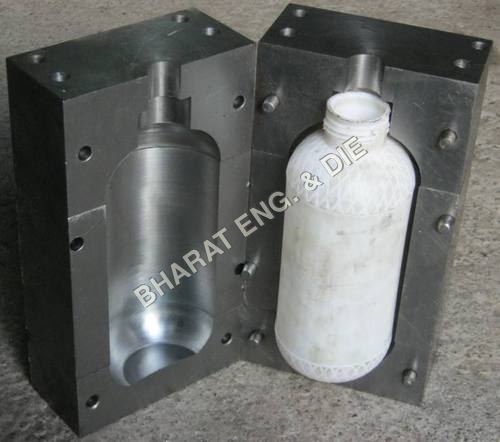 BHARAT ENG. & DIE